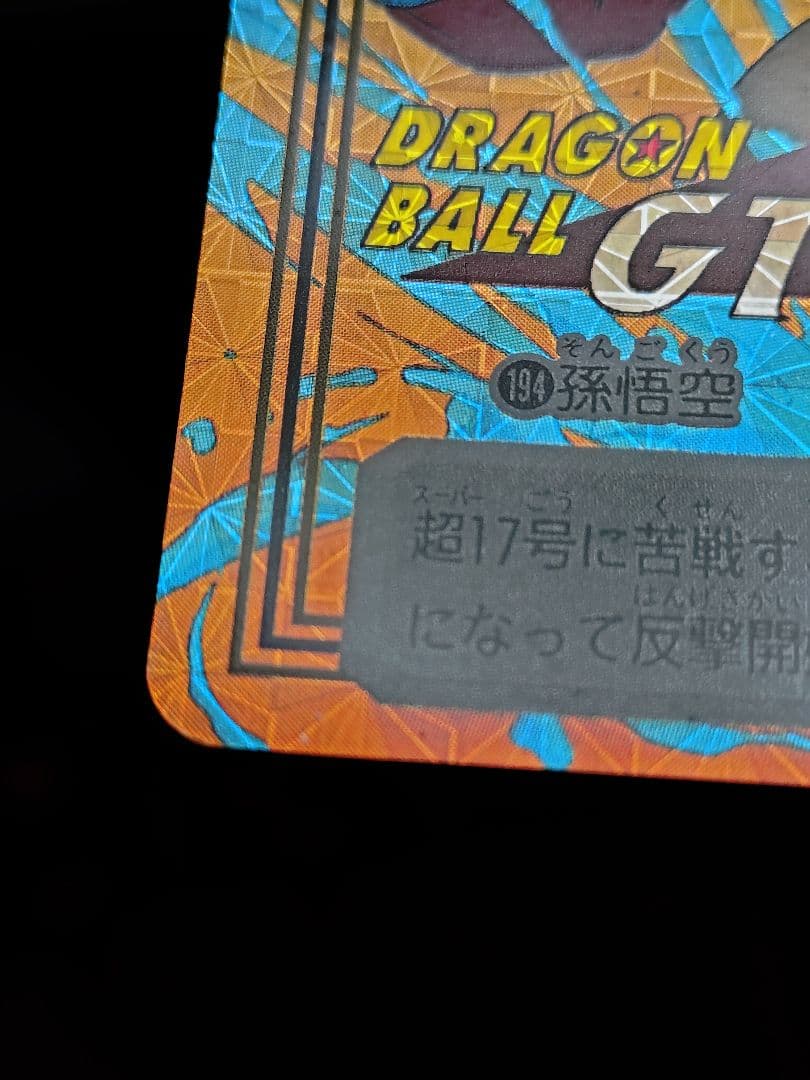 DRAGON
BALL GT
そんごくう
194 孫悟空
スーパー ごう くせん
超17号に苦戦す
はんげきかい
になって反撃開